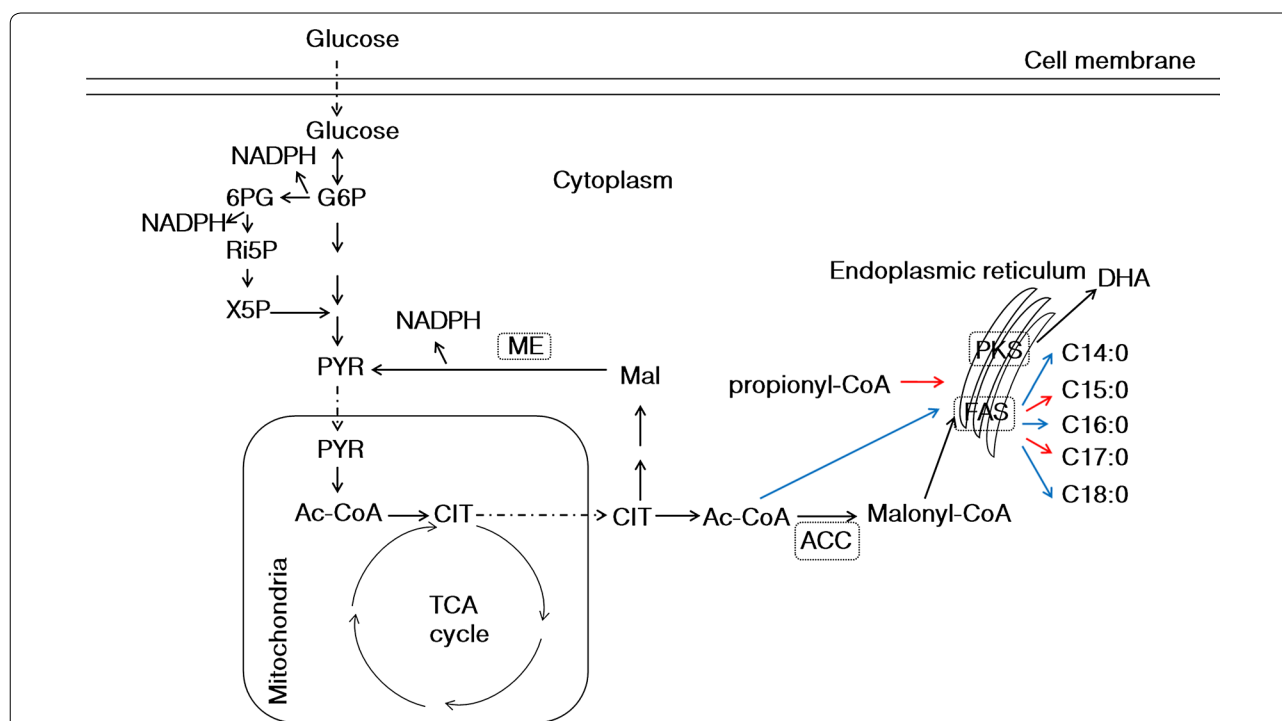 Glucose
Cell membrane
Glucose
NADPH
Cytoplasm
6PG
G6P
NADPH
Ri5P
Endoplasmic reticulum
DHA
X5P
NADPH
ME
PKS
C14:0
PYR
Mal
propionyl-CoA
C15:0
FAS
C16:0
PYR
C17:0
C18:0
Ac-CoA
CIT
CIT
Ac-CoA
Malonyl-CoA
ACC
Mitochondria
TCA
cycle